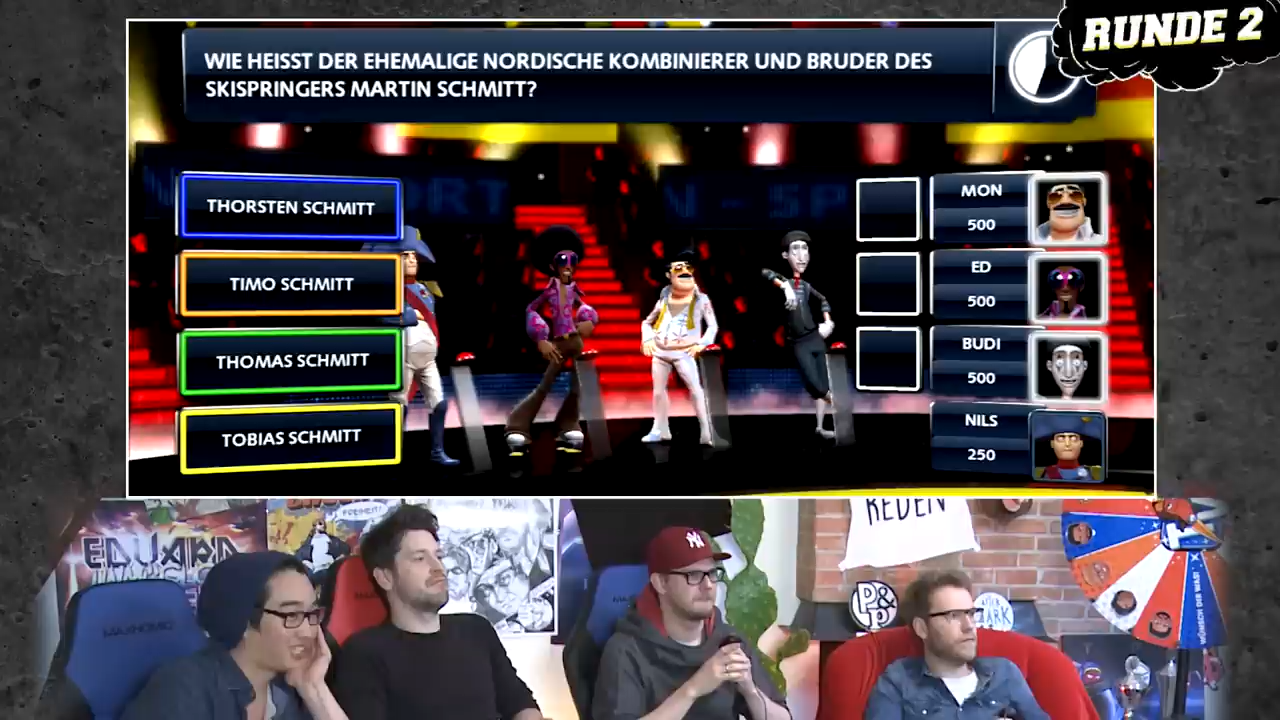 RUNDE 2
WIE HEISST DER EHEMALIGE NORDISCHE KOMBINIERER UND BRUDER DES
SKISPRINGERS MARTIN SCHMITT?
THORSTEN SCHMITT
TIMO SCHMITT
THOMAS SCHMITT
TOBIAS SCHMITT
MON
500
ED
500
BUDI
500
NILS
250
REDEN
EDUARD
P&P